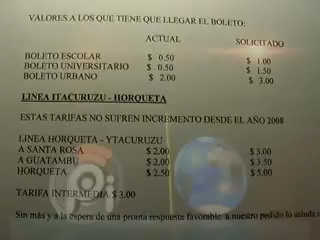 VALORES A LOS QUE TIENE QUE LLEGAR EL BOLETO:
ACTUAL SOLICITADO
BOLETO ESCOLAR $ 0.50 $ 1.00
BOLETO UNIVERSITARIO $ 0.50 $ 1.50
BOLETO URBANO $ 2.00 $ 3.00
LINEA ITACURUZU - HORQUETA
ESTAS TARIFAS NO SUFREN INCREMENTO DESDE EL AÑO 2008
LINEA HORQUETA - YTACURUZU
A SANTA ROSA $ 2.00 $ 3.00
A GUATAMBU $ 2.00 $ 3.50
HORQUETA $ 2.50 $ 5.00
TARIFA INTERMEDIA $ 3.00
Sin más y a la espera de una pronta respuesta favorable a nuestro pedido lo saluda